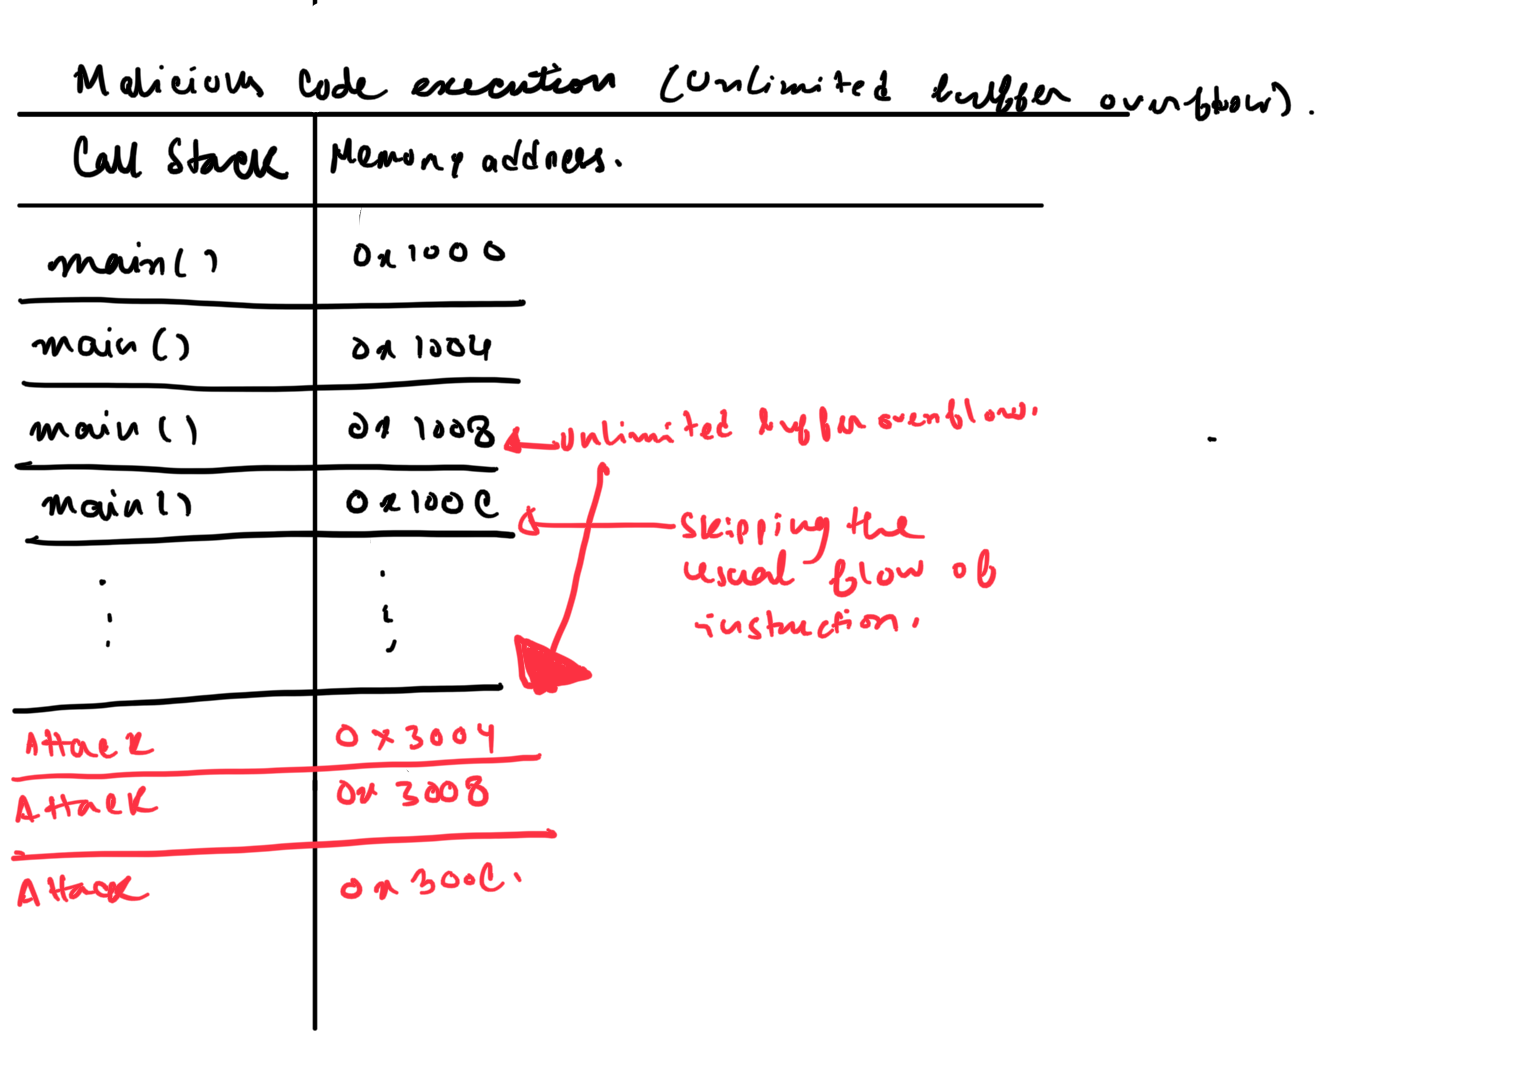 Malicious Code execution (Unlimited buffer overflow).
Call Stack Memory address.
main() 0x1000
main() 0x1004
main() 0x1008 Unlimited buffer overflow.
main() 0x100C Skipping the
usual flow of
instruction.
Attack 0x3004
Attack 0x3008
Attack 0x300C.